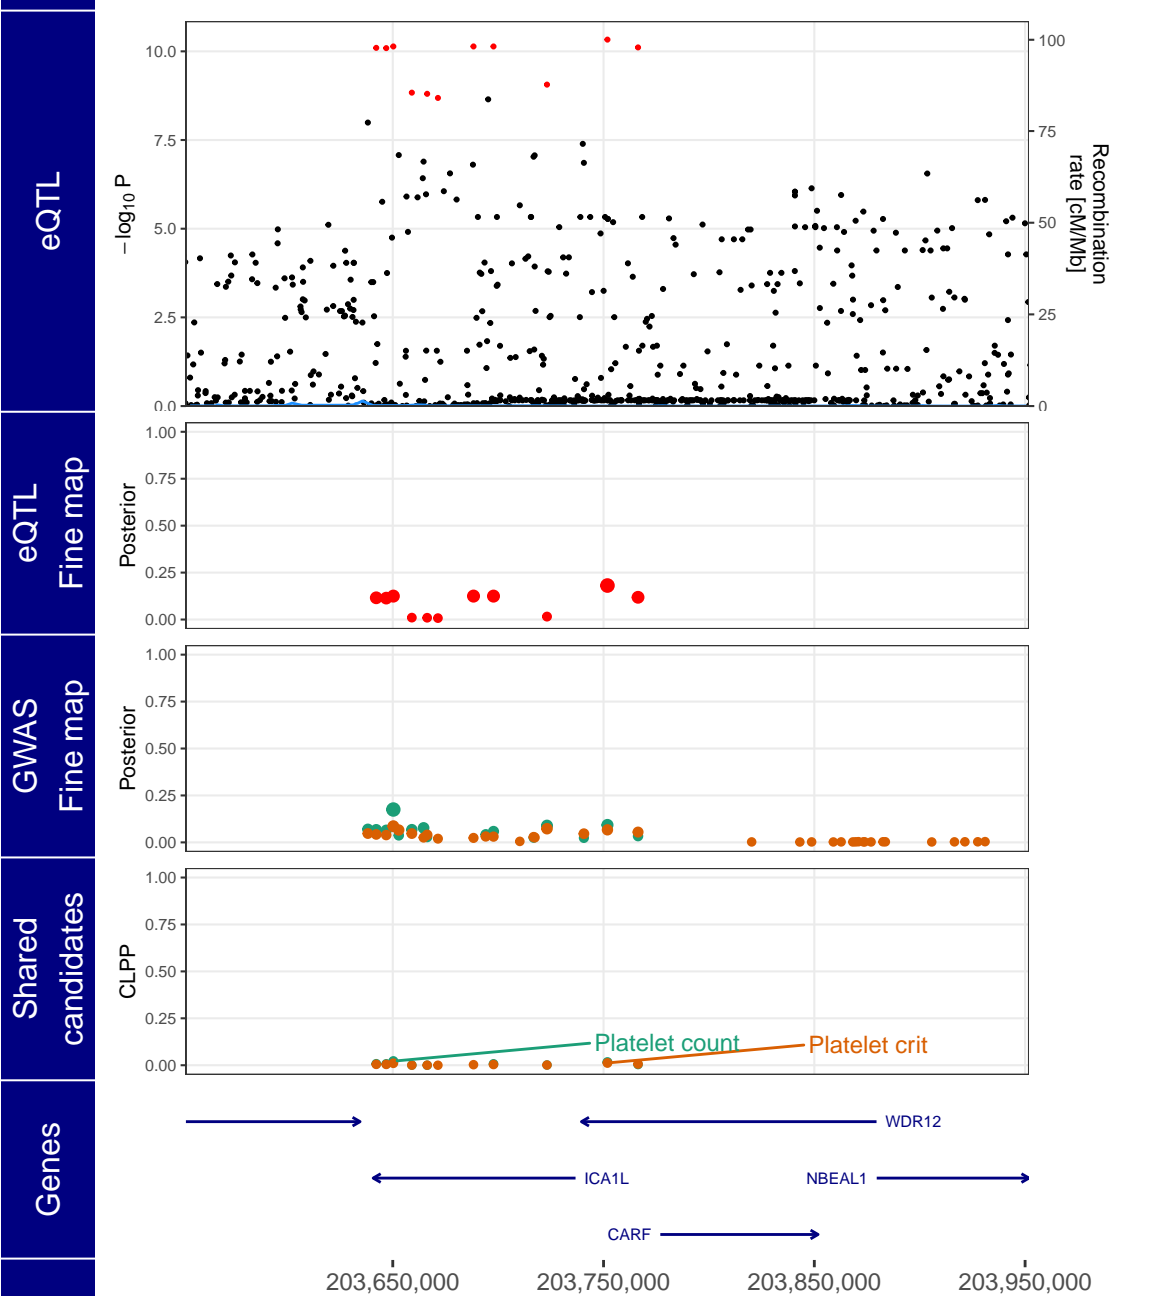 eQTL
−log10 P
10.0
7.5
5.0
2.5
0.0
100
75
50
25
0
Recombination
rate [cM/Mb]
eQTL
Fine map
Posterior
1.00
0.75
0.50
0.25
0.00
GWAS
Fine map
Posterior
1.00
0.75
0.50
0.25
0.00
Shared
candidates
CLPP
1.00
0.75
0.50
0.25
0.00
Platelet count
Platelet crit
Genes
WDR12
ICA1L
NBEAL1
CARF
203,650,000
203,750,000
203,850,000
203,950,000